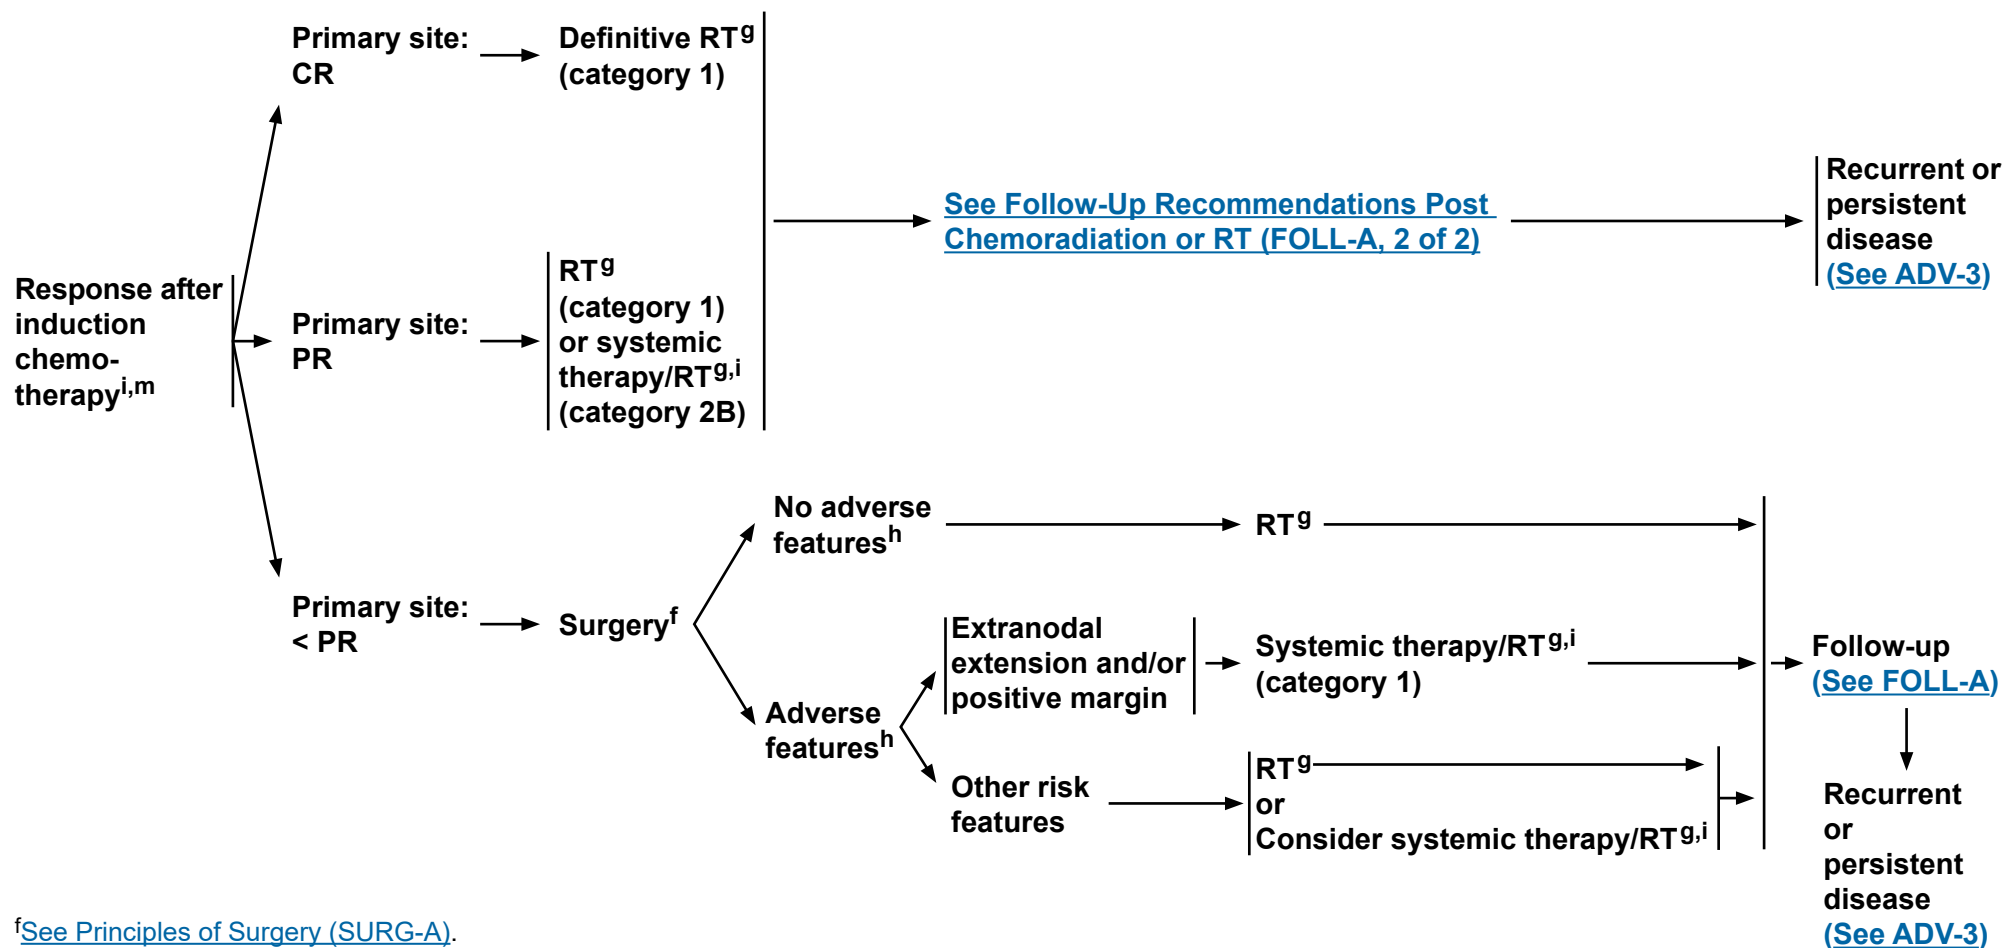 Primary site:
CR
Definitive RTg
(category 1)
Response after
induction
chemo-
therapyi,m
Primary site:
PR
RTg
(category 1)
or systemic
therapy/RTg,i
(category 2B)
See Follow-Up Recommendations Post
Chemoradiation or RT (FOLL-A, 2 of 2)
Recurrent or
persistent
disease
(See ADV-3)
Primary site:
< PR
Surgeryf
No adverse
featuresh
RTg
Adverse
featuresh
Extranodal
extension and/or
positive margin
Systemic therapy/RTg,i
(category 1)
Other risk
features
RTg
or
Consider systemic therapy/RTg,i
Follow-up
(See FOLL-A)
Recurrent
or
persistent
disease
(See ADV-3)
fSee Principles of Surgery (SURG-A).